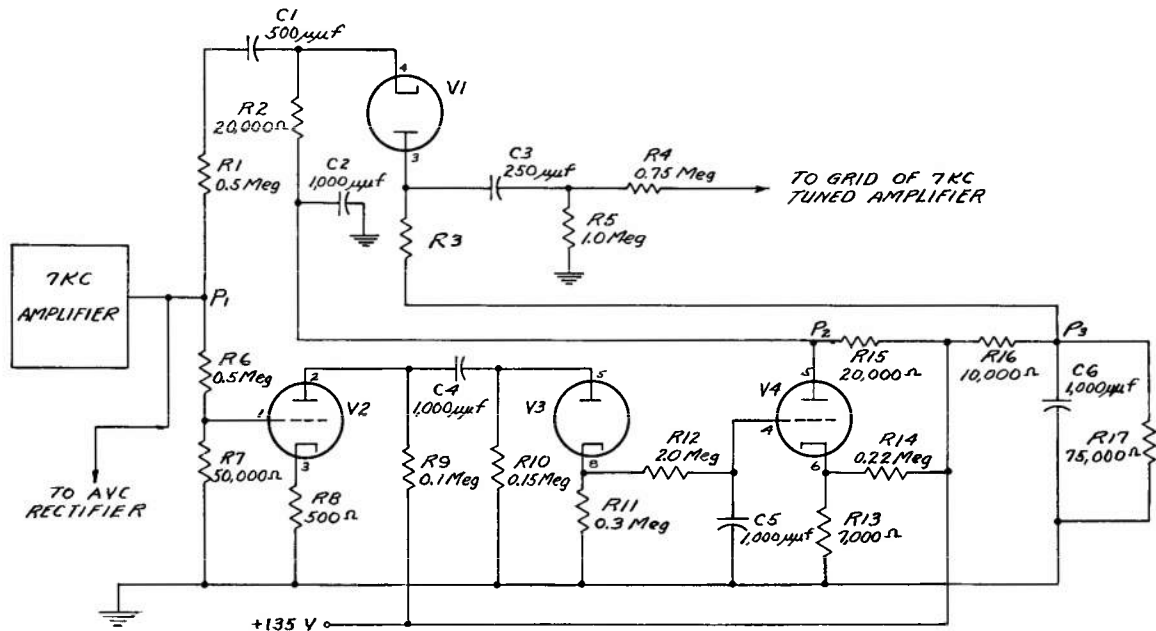 C1
500μμf
4
V1
R2
20,000Ω
3
C3
250μμf
R4
0.75 Meg
TO GRID OF 7KC
TUNED AMPLIFIER
R1
0.5 Meg
C2
1,000μμf
R5
1.0 Meg
R3
7KC
AMPLIFIER
P1
P2
P3
R15
20,000Ω
R16
10,000Ω
R6
0.5 Meg
2
C4
1,000μμf
5
V3
V4
5
C6
1,000μμf
1
V2
4
R17
75,000Ω
3
8
R12
2.0 Meg
6
R14
0.22 Meg
R7
50,000Ω
R9
0.1 Meg
R10
0.15 Meg
TO AVC
RECTIFIER
R8
500Ω
R11
0.3 Meg
C5
1,000μμf
R13
7,000Ω
+135 V